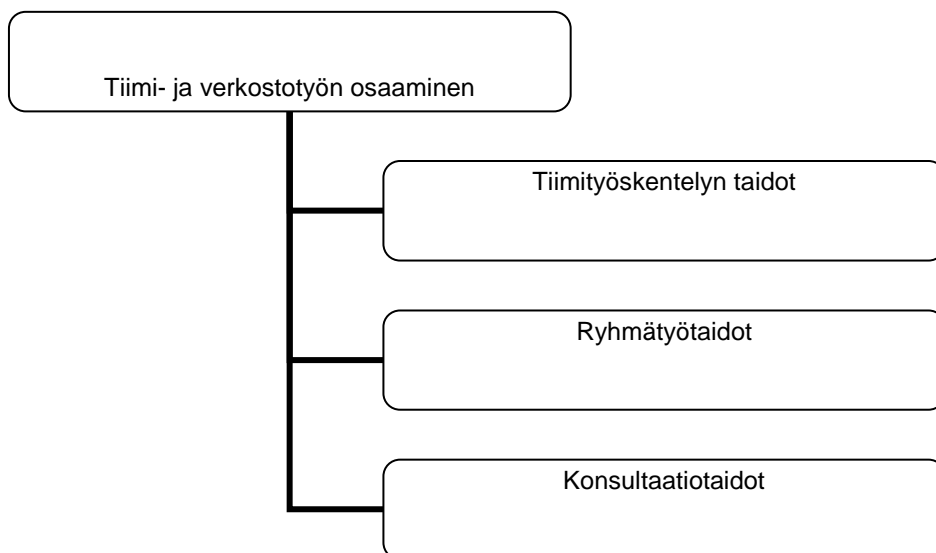 Tiimi- ja verkostotyön osaaminen
Tiimityöskentelyn taidot
Ryhmätyötaidot
Konsultaatiotaidot